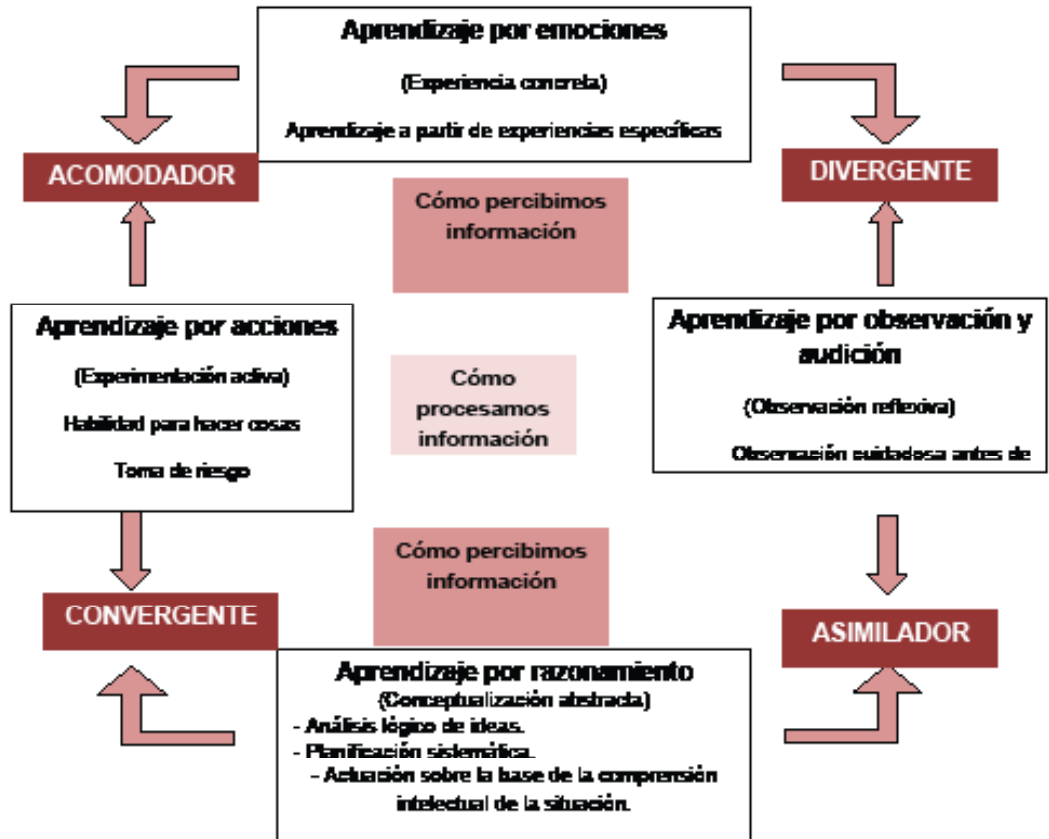 Aprendizaje por emociones
(Experiencia concreta)
Aprendizaje a partir de experiencias específicas
ACOMODADOR
DIVERGENTE
Cómo percibimos
información
Aprendizaje por acciones
(Experimentación activa)
Habilidad para hacer cosas
Toma de riesgo
Cómo
procesamos
información
Aprendizaje por observación y
audición
(Observación reflexiva)
Observación cuidadosa antes de
Cómo percibimos
información
CONVERGENTE
ASIMILADOR
Aprendizaje por razonamiento
(Conceptualización abstracta)
- Análisis lógico de ideas.
- Planificación sistemática.
- Actuación sobre la base de la comprensión
intelectual de la situación.